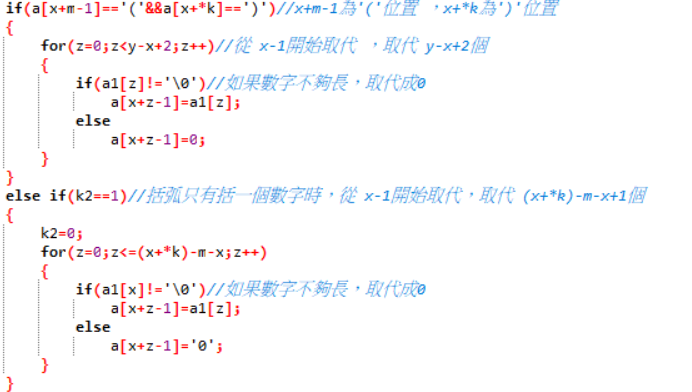 if(a[x+m-1]=='('&&a[x+*k]==')')//x+m-1為'('位置 ，x+*k為')'位置
{
for(z=0;z<y-x+2;z++)//從 x-1開始取代 ，取代 y-x+2個
{
if(a1[z]!='\0')//如果數字不夠長，取代成0
a[x+z-1]=a1[z];
else
a[x+z-1]=0;
}
}
else if(k2==1)//括弧只有括一個數字時，從 x-1開始取代，取代 (x+*k)-m-x+1個
{
k2=0;
for(z=0;z<=(x+*k)-m-x;z++)
{
if(a1[x]!='\0')//如果數字不夠長，取代成0
a[x+z-1]=a1[z];
else
a[x+z-1]='0';
}
}